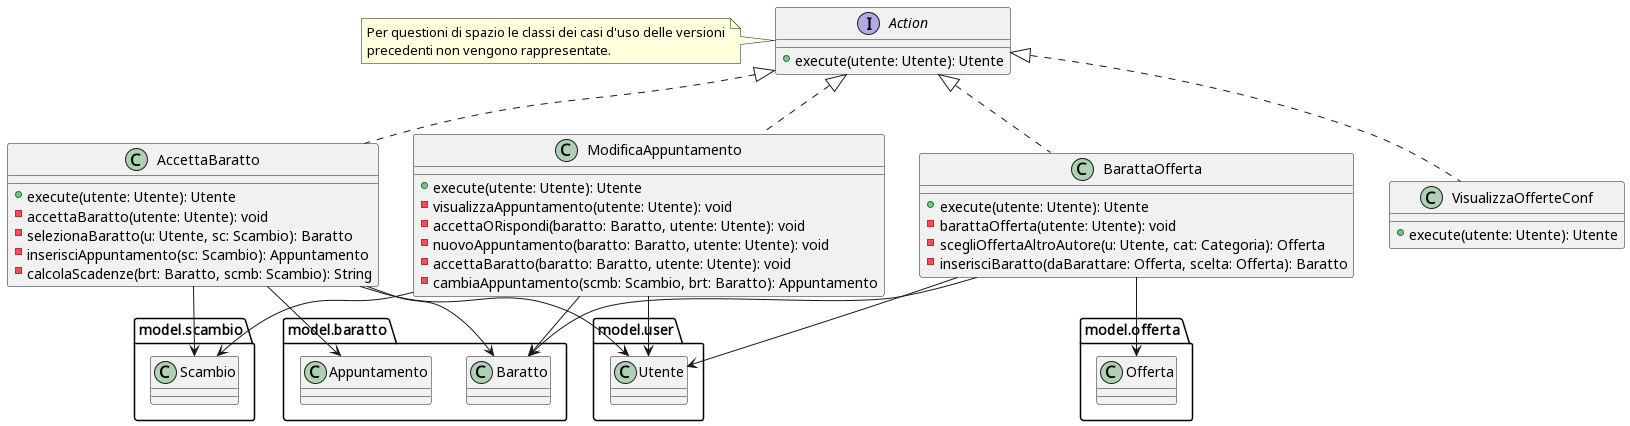 Per questioni di spazio le classi dei casi d'uso delle versioni
precedenti non vengono rappresentate.
I Action
execute(utente: Utente): Utente
C AccettaBaratto
execute(utente: Utente): Utente
accettaBaratto(utente: Utente): void
selezionaBaratto(u: Utente, sc: Scambio): Baratto
inserisciAppuntamento(sc: Scambio): Appuntamento
calcolaScadenze(brt: Baratto, scmb: Scambio): String
C ModificaAppuntamento
execute(utente: Utente): Utente
visualizzaAppuntamento(utente: Utente): void
accettaORispondi(baratto: Baratto, utente: Utente): void
nuovoAppuntamento(baratto: Baratto, utente: Utente): void
accettaBaratto(baratto: Baratto, utente: Utente): void
cambiaAppuntamento(scmb: Scambio, brt: Baratto): Appuntamento
C BarattaOfferta
execute(utente: Utente): Utente
barattaOfferta(utente: Utente): void
scegliOffertaAltroAutore(u: Utente, cat: Categoria): Offerta
inserisciBaratto(daBarattare: Offerta, scelta: Offerta): Baratto
C VisualizzaOfferteConf
execute(utente: Utente): Utente
model.scambio
C Scambio
model.baratto
C Appuntamento
C Baratto
model.user
C Utente
model.offerta
C Offerta